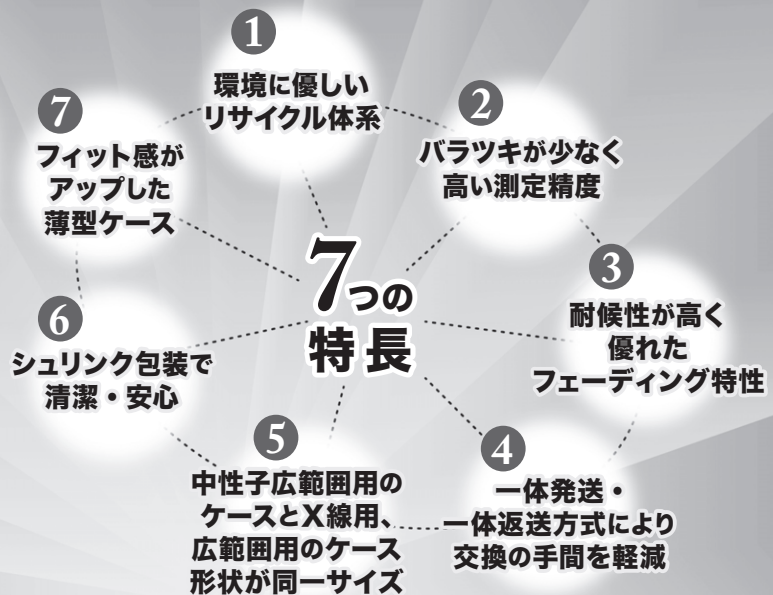 7つの
特長
1
環境に優しい
リサイクル体系
2
バラツキが少なく
高い測定精度
3
耐候性が高く
優れた
フェーディング特性
4
一体発送・
一体返送方式により
交換の手間を軽減
5
中性子広範囲用の
ケースとX線用、
広範囲用のケース
形状が同一サイズ
6
シュリンク包装で
清潔・安心
7
フィット感が
アップした
薄型ケース